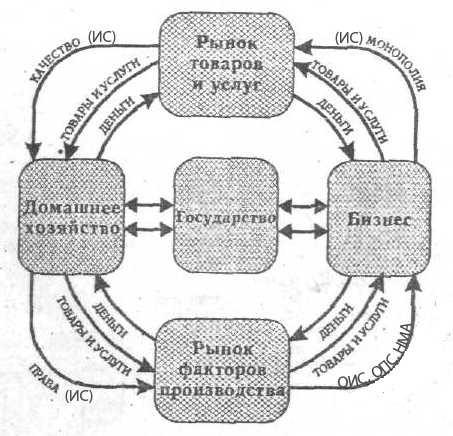 КАЧЕСТВО (ИС)
ТОВАРЫ И УСЛУГИ
ДЕНЬГИ
Рынок
товаров
и услуг
(ИС) МОНОПОЛИЯ
ТОВАРЫ И УСЛУГИ
ДЕНЬГИ
Домашнее
хозяйство
Государство
Бизнес
ДЕНЬГИ
ТОВАРЫ И УСЛУГИ
ПРАВА (ИС)
Рынок
факторов
производства
ДЕНЬГИ
ТОВАРЫ И УСЛУГИ
ОИС, ОПС, НМА